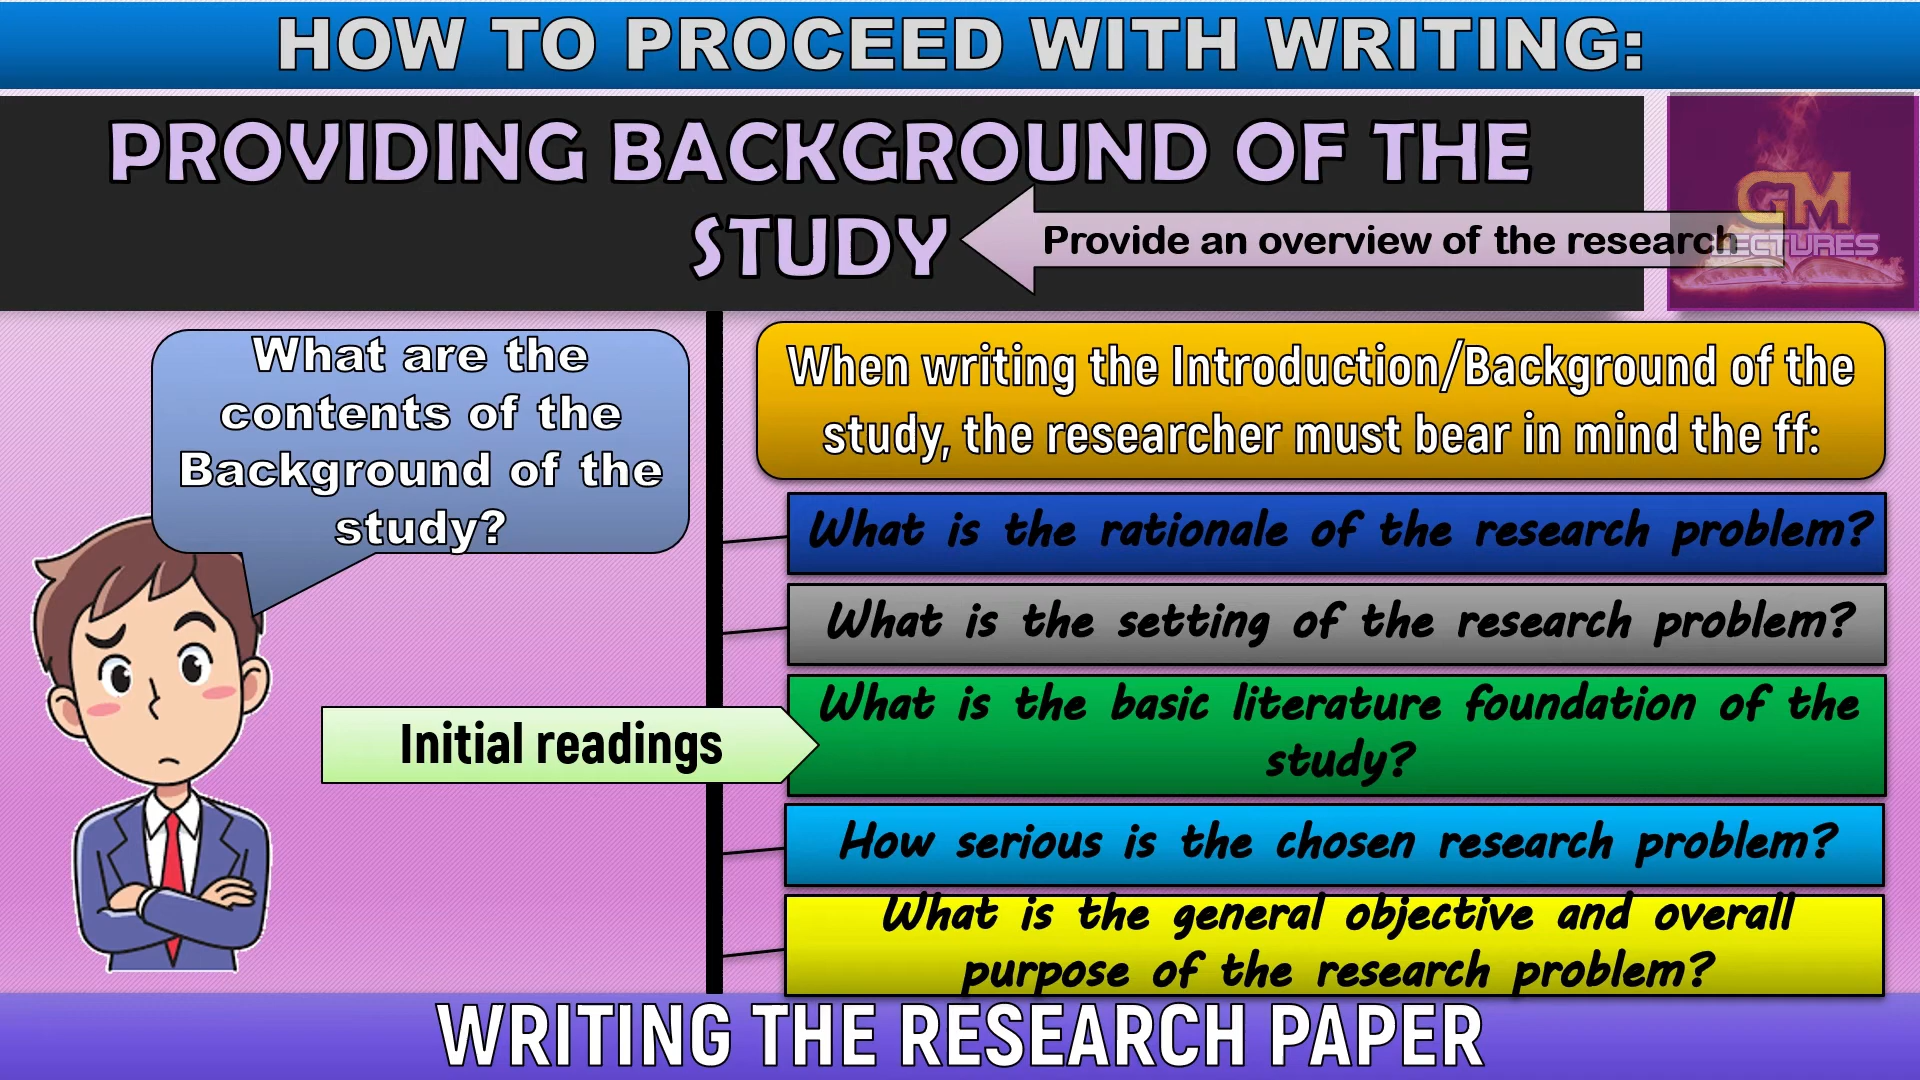 HOW TO PROCEED WITH WRITING:
PROVIDING BACKGROUND OF THE
STUDY
Provide an overview of the research
GM
LECTURES
What are the
contents of the
Background of the
study?
When writing the Introduction/Background of the
study, the researcher must bear in mind the ff:
What is the rationale of the research problem?
What is the setting of the research problem?
Initial readings
What is the basic literature foundation of the
study?
How serious is the chosen research problem?
What is the general objective and overall
purpose of the research problem?
WRITING THE RESEARCH PAPER